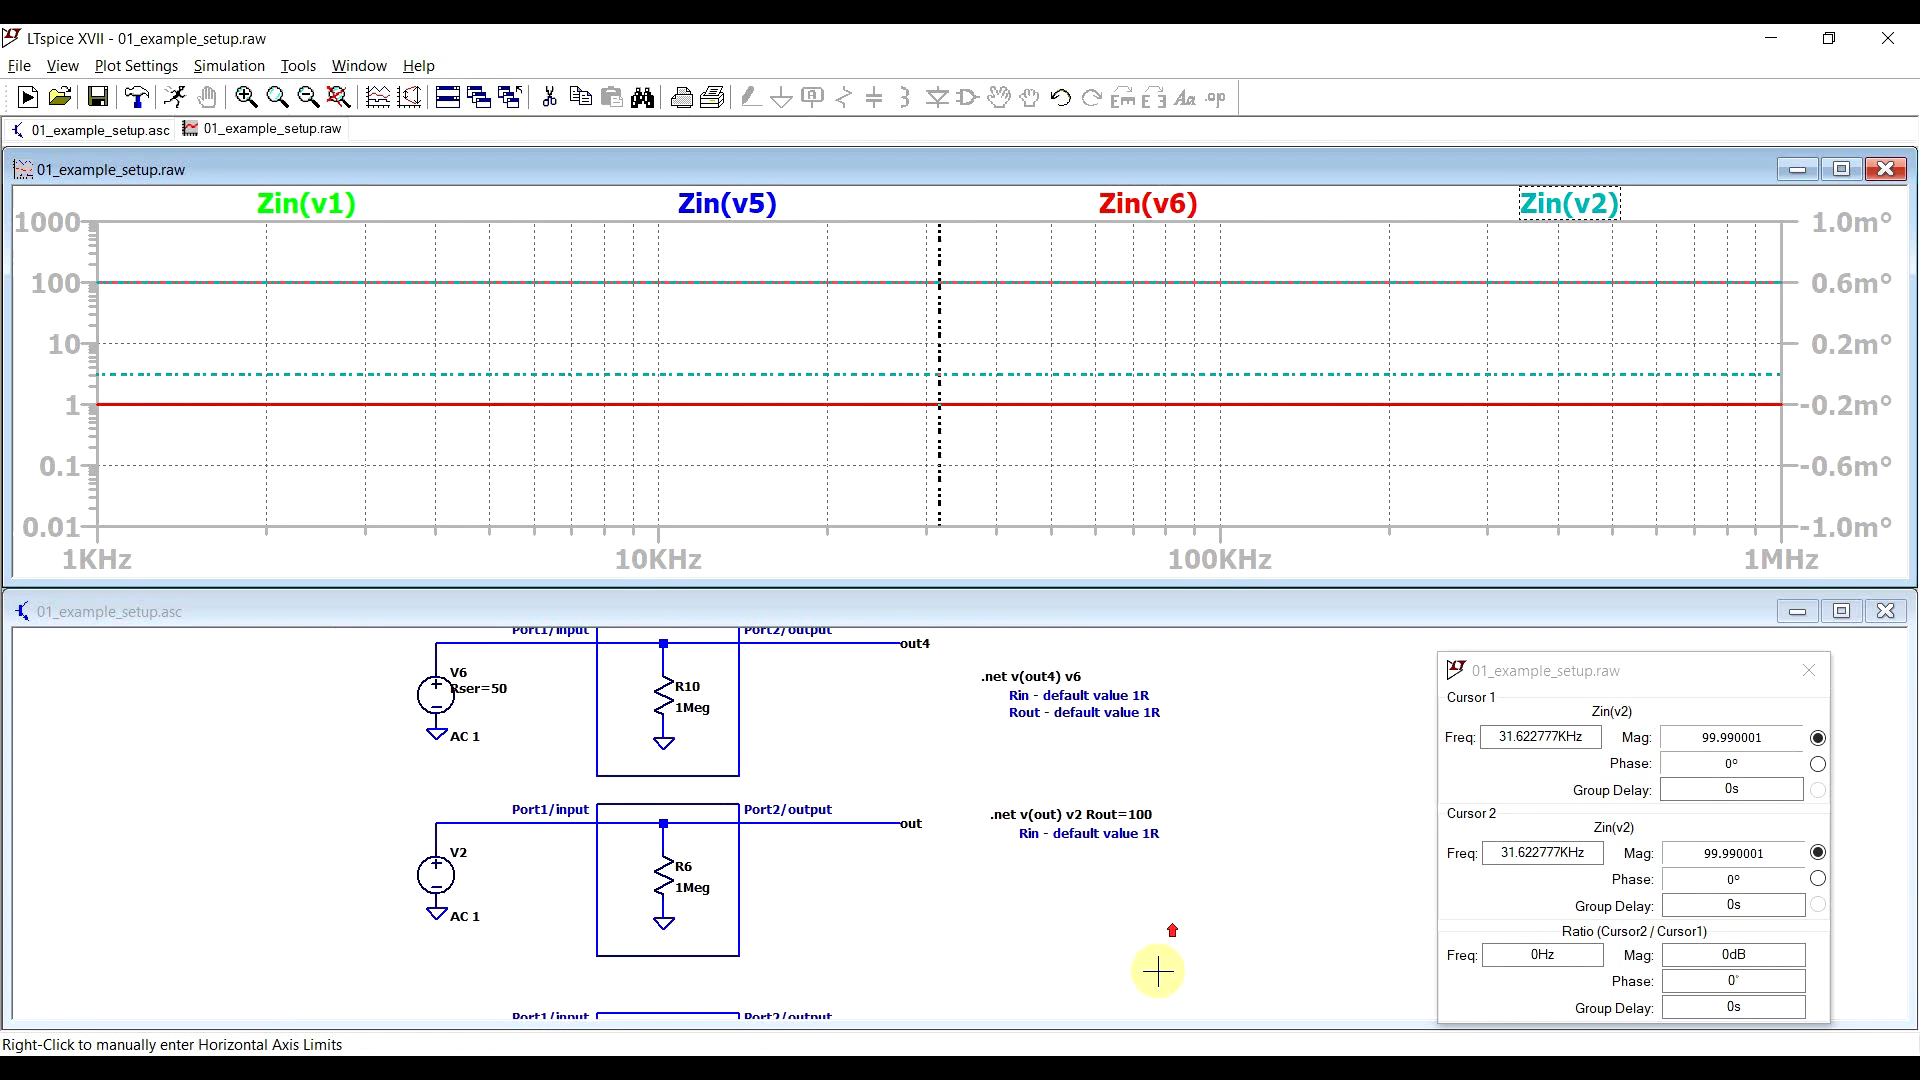 LTspice XVII - 01_example_setup.raw
File View Plot Settings Simulation Tools Window Help
01_example_setup.asc 01_example_setup.raw
01_example_setup.raw
Zin(v1) Zin(v5) Zin(v6) Zin(v2)
1000 1.0m°
100 0.6m°
10 0.2m°
1 -0.2m°
0.1 -0.6m°
0.01 -1.0m°
1KHz 10KHz 100KHz 1MHz
01_example_setup.asc
Port1/input Port2/output
out4
V6
Rser=50
R10
1Meg
AC 1
.net v(out4) v6
Rin - default value 1R
Rout - default value 1R
Port1/input Port2/output
out
V2
R6
1Meg
AC 1
.net v(out) v2 Rout=100
Rin - default value 1R
Port1/input Port2/output
01_example_setup.raw
Cursor 1
Zin(v2)
Freq: 31.622777KHz Mag: 99.990001
Phase: 0°
Group Delay: 0s
Cursor 2
Zin(v2)
Freq: 31.622777KHz Mag: 99.990001
Phase: 0°
Group Delay: 0s
Ratio (Cursor2 / Cursor1)
Freq: 0Hz Mag: 0dB
Phase: 0°
Group Delay: 0s
Right-Click to manually enter Horizontal Axis Limits